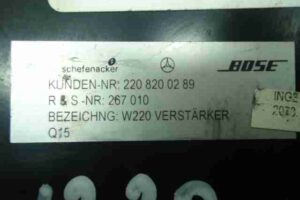 schefenacker BOSE
KUNDEN-NR: 220 820 02 89
R & S -NR: 267 010
BEZEICHNG: W220 VERSTÄRKER
Q15